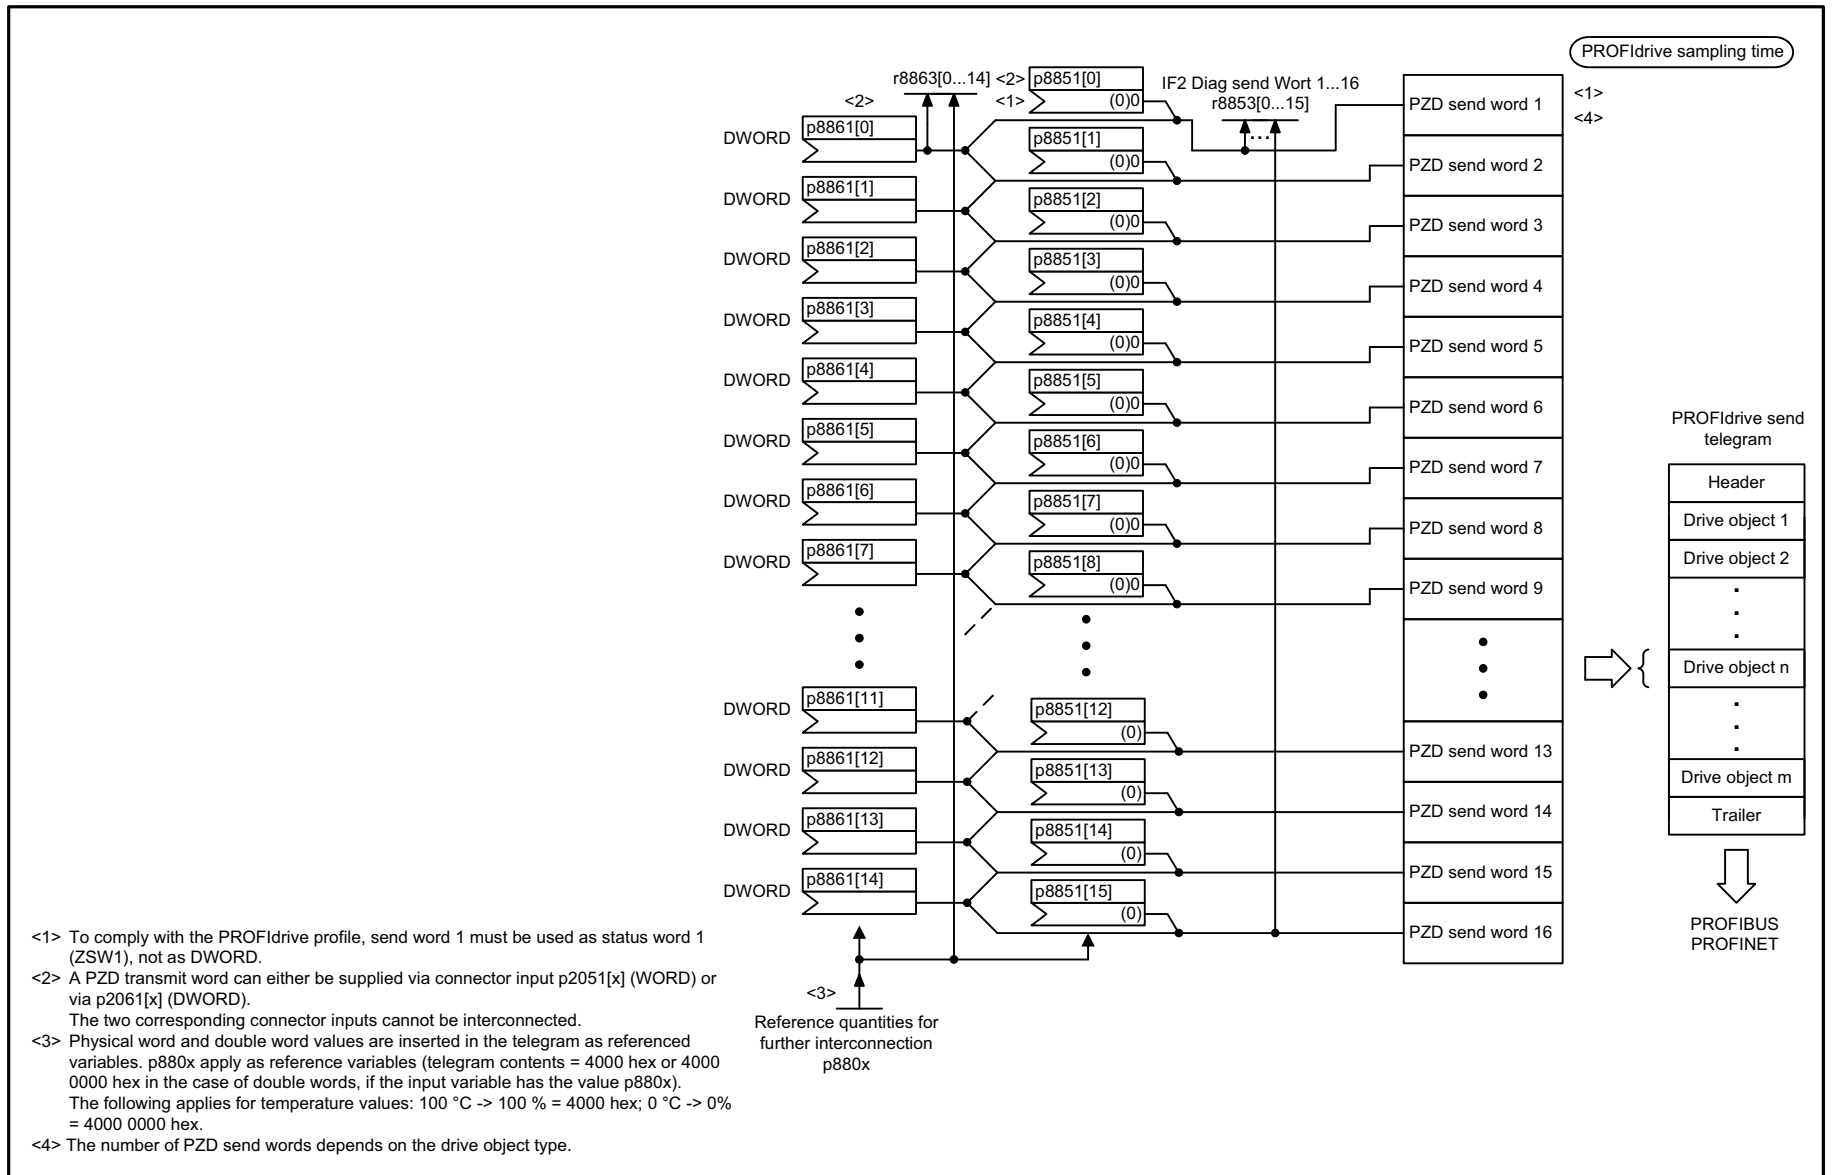 PROFIdrive sampling time
r8863[0...14]
<2>
p8851[0]
<2>
<1>
(0)0
IF2 Diag send Wort 1...16
r8853[0...15]
...
PZD send word 1
<1>
<4>
DWORD
p8861[0]
p8851[1]
(0)0
PZD send word 2
DWORD
p8861[1]
p8851[2]
(0)0
PZD send word 3
DWORD
p8861[2]
p8851[3]
(0)0
PZD send word 4
DWORD
p8861[3]
p8851[4]
(0)0
PZD send word 5
DWORD
p8861[4]
p8851[5]
(0)0
PZD send word 6
DWORD
p8861[5]
p8851[6]
(0)0
PZD send word 7
DWORD
p8861[6]
p8851[7]
(0)0
PZD send word 8
DWORD
p8861[7]
p8851[8]
(0)0
PZD send word 9
DWORD
p8861[11]
p8851[12]
(0)
PZD send word 13
DWORD
p8861[12]
p8851[13]
(0)
PZD send word 14
DWORD
p8861[13]
p8851[14]
(0)
PZD send word 15
DWORD
p8861[14]
p8851[15]
(0)
PZD send word 16
PROFIdrive send
telegram
Header
Drive object 1
Drive object 2
Drive object n
Drive object m
Trailer
PROFIBUS
PROFINET
<3>
Reference quantities for
further interconnection
p880x
<1> To comply with the PROFIdrive profile, send word 1 must be used as status word 1
(ZSW1), not as DWORD.
<2> A PZD transmit word can either be supplied via connector input p2051[x] (WORD) or
via p2061[x] (DWORD).
The two corresponding connector inputs cannot be interconnected.
<3> Physical word and double word values are inserted in the telegram as referenced
variables. p880x apply as reference variables (telegram contents = 4000 hex or 4000
0000 hex in the case of double words, if the input variable has the value p880x).
The following applies for temperature values: 100 °C -> 100 % = 4000 hex; 0 °C -> 0%
= 4000 0000 hex.
<4> The number of PZD send words depends on the drive object type.